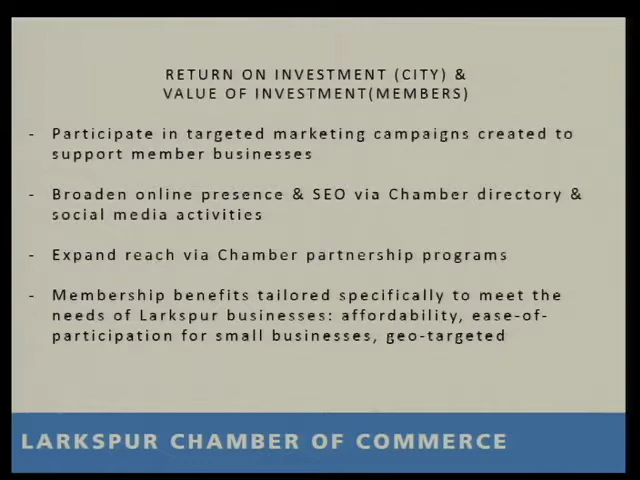 RETURN ON INVESTMENT (CITY) &
VALUE OF INVESTMENT(MEMBERS)
- Participate in targeted marketing campaigns created to
support member businesses
- Broaden online presence & SEO via Chamber directory &
social media activities
- Expand reach via Chamber partnership programs
- Membership benefits tailored specifically to meet the
needs of Larkspur businesses: affordability, ease-of-
participation for small businesses, geo-targeted
LARKSPUR CHAMBER OF COMMERCE